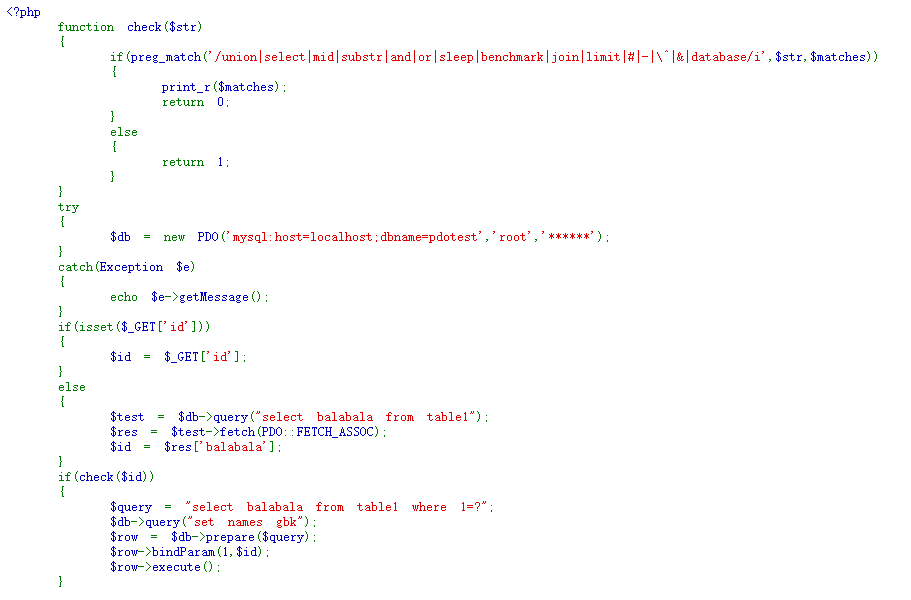 <?php
function check($str)
{
if(preg_match('/union|select|mid|substr|and|or|sleep|benchmark|join|limit|#|-|\^|&|database/i',$str,$matches))
{
print_r($matches);
return 0;
}
else
{
return 1;
}
}
try
{
$db = new PDO('mysql:host=localhost;dbname=pdotest','root','******');
}
catch(Exception $e)
{
echo $e->getMessage();
}
if(isset($_GET['id']))
{
$id = $_GET['id'];
}
else
{
$test = $db->query("select balabala from table1");
$res = $test->fetch(PDO::FETCH_ASSOC);
$id = $res['balabala'];
}
if(check($id))
{
$query = "select balabala from table1 where 1=?";
$db->query("set names gbk");
$row = $db->prepare($query);
$row->bindParam(1,$id);
$row->execute();
}